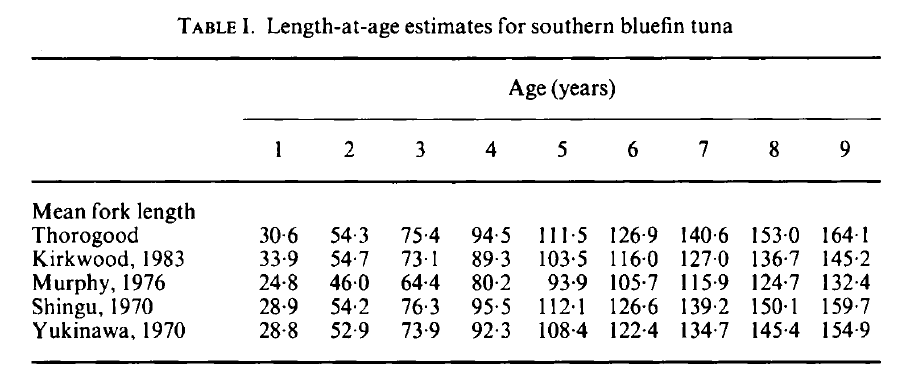 TABLE I. Length-at-age estimates for southern bluefin tuna
Age (years)
1 2 3 4 5 6 7 8 9
Mean fork length
Thorogood 30·6 54·3 75·4 94·5 111·5 126·9 140·6 153·0 164·1
Kirkwood, 1983 33·9 54·7 73·1 89·3 103·5 116·0 127·0 136·7 145·2
Murphy, 1976 24·8 46·0 64·4 80·2 93·9 105·7 115·9 124·7 132·4
Shingu, 1970 28·9 54·2 76·3 95·5 112·1 126·6 139·2 150·1 159·7
Yukinawa, 1970 28·8 52·9 73·9 92·3 108·4 122·4 134·7 145·4 154·9